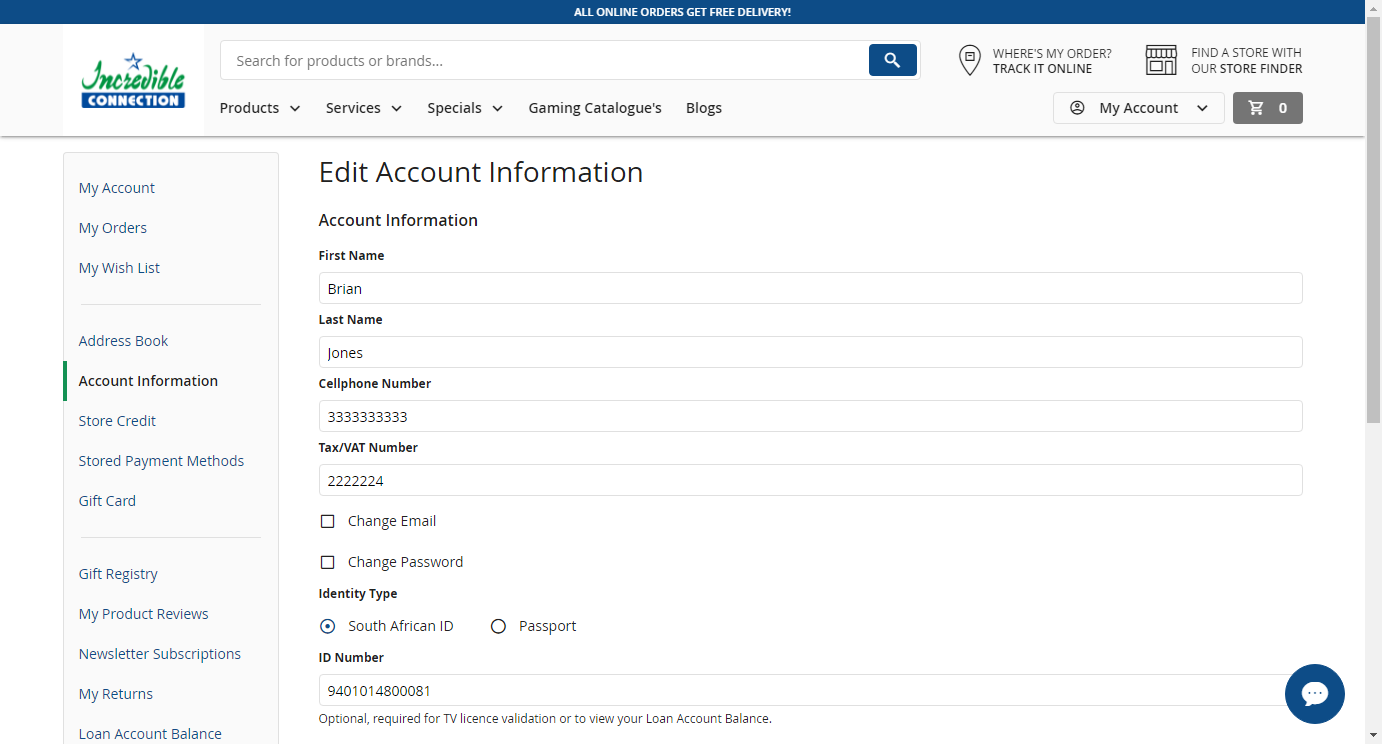 ALL ONLINE ORDERS GET FREE DELIVERY!
Incredible
CONNECTION
Search for products or brands...
WHERE'S MY ORDER?
TRACK IT ONLINE
FIND A STORE WITH
OUR STORE FINDER
Products
Services
Specials
Gaming Catalogue's
Blogs
My Account
0
My Account
My Orders
My Wish List
Address Book
Account Information
Store Credit
Stored Payment Methods
Gift Card
Gift Registry
My Product Reviews
Newsletter Subscriptions
My Returns
Loan Account Balance
Edit Account Information
Account Information
First Name
Brian
Last Name
Jones
Cellphone Number
3333333333
Tax/VAT Number
2222224
Change Email
Change Password
Identity Type
South African ID
Passport
ID Number
9401014800081
Optional, required for TV licence validation or to view your Loan Account Balance.